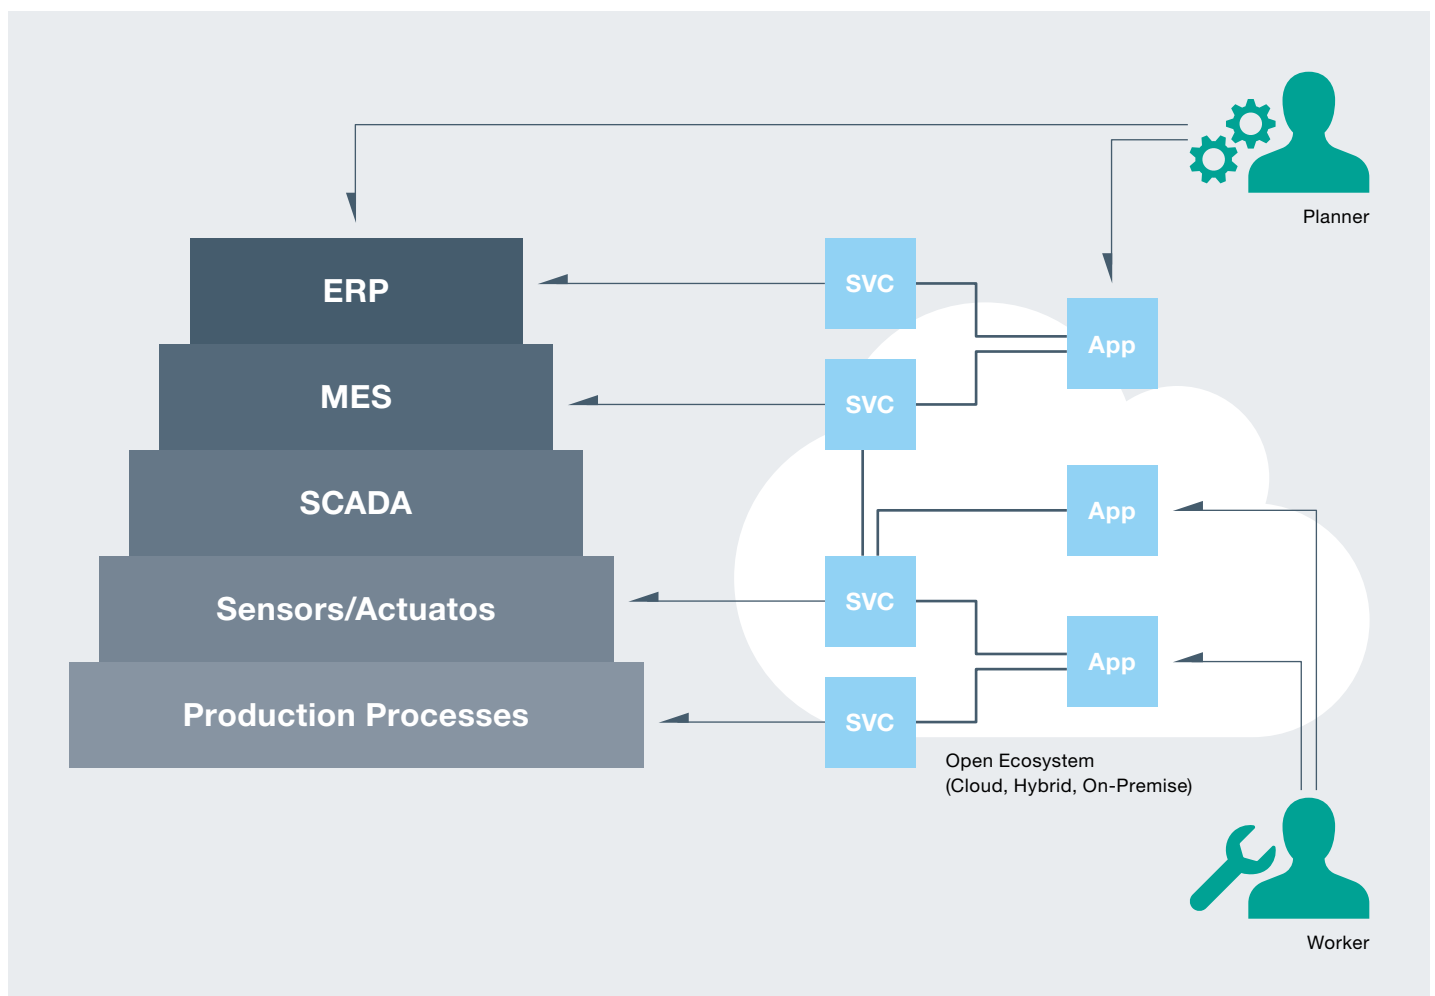 Planner
ERP
SVC
App
MES
SVC
SCADA
App
Sensors/Actuatos
SVC
App
Production Processes
SVC
Open Ecosystem
(Cloud, Hybrid, On-Premise)
Worker